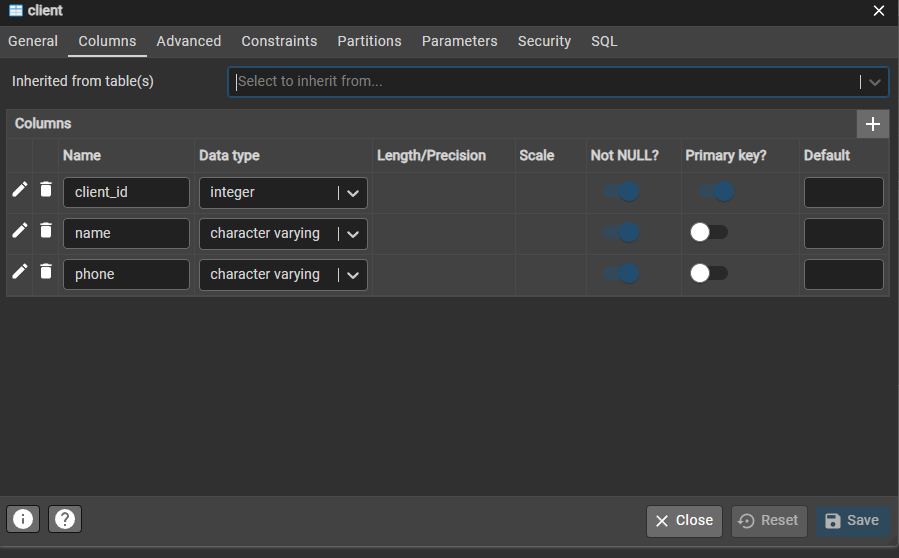 client
General Columns Advanced Constraints Partitions Parameters Security SQL
Inherited from table(s) Select to inherit from...
Columns
Name Data type Length/Precision Scale Not NULL? Primary key? Default
client_id integer
name character varying
phone character varying
Close Reset Save